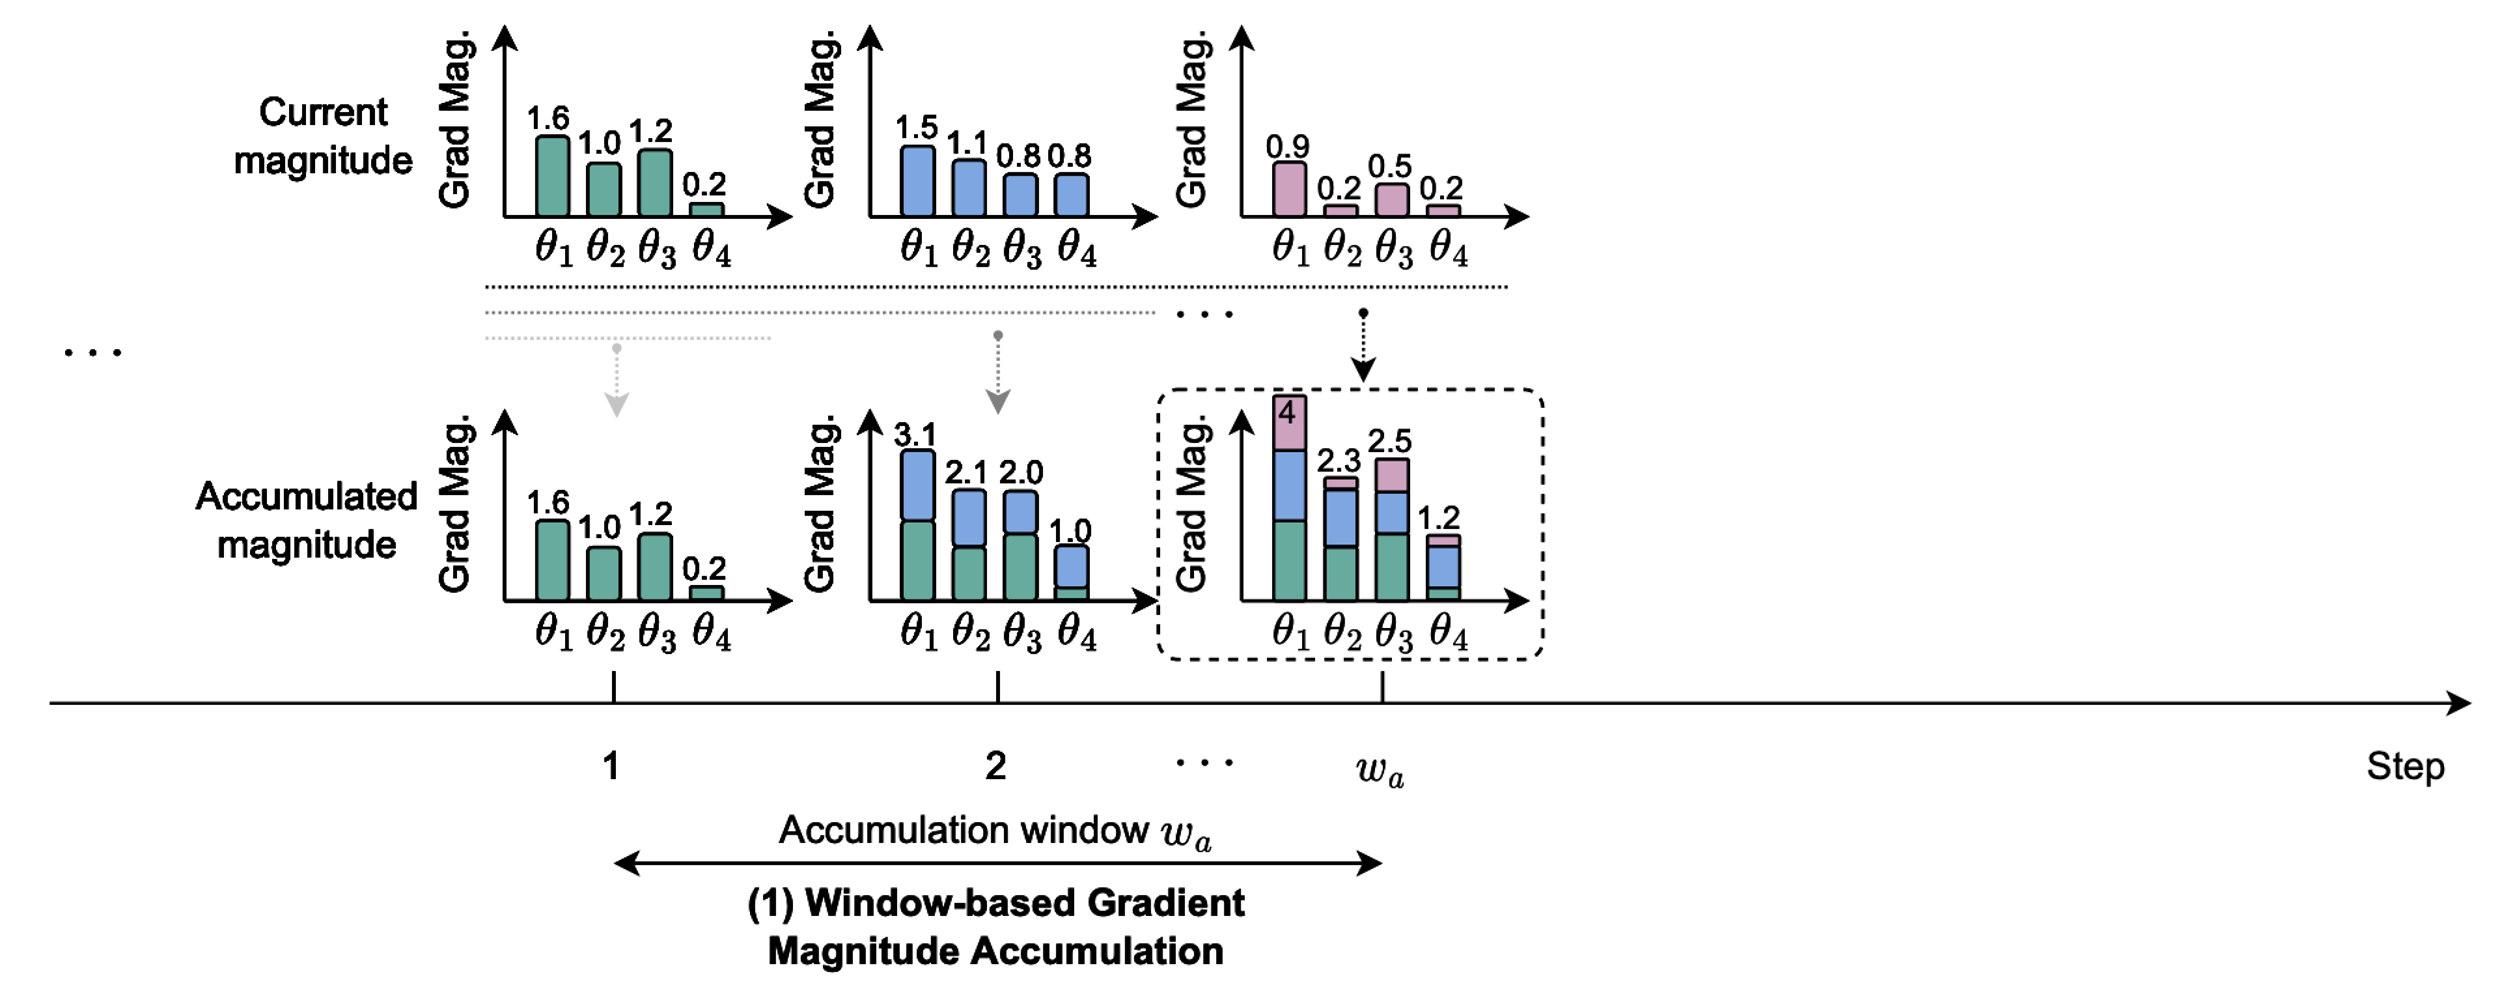 Current
magnitude
Grad Mag.
1.6
1.0
1.2
0.2
θ1 θ2 θ3 θ4
Grad Mag.
1.5
1.1
0.8
0.8
θ1 θ2 θ3 θ4
Grad Mag.
0.9
0.2
0.5
0.2
θ1 θ2 θ3 θ4
. . .
. . .
Accumulated
magnitude
Grad Mag.
1.6
1.0
1.2
0.2
θ1 θ2 θ3 θ4
Grad Mag.
3.1
2.1
2.0
1.0
θ1 θ2 θ3 θ4
Grad Mag.
4
2.3
2.5
1.2
θ1 θ2 θ3 θ4
1 2 . . . wa Step
Accumulation window wa
(1) Window-based Gradient
Magnitude Accumulation